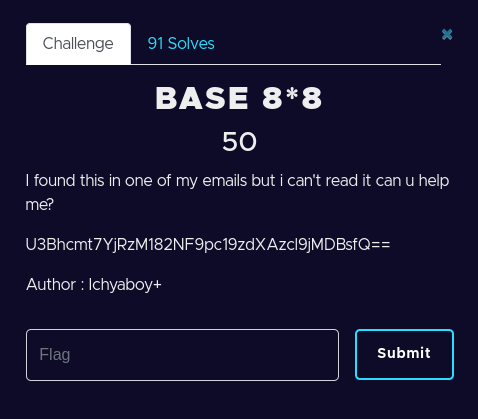 Challenge
91 Solves
✖
BASE 8*8
50
I found this in one of my emails but i can't read it can u help
me?
U3Bhcmt7YjRzM182NF9pc19zdXAzcl9jMDBsfQ==
Author : Ichyaboy+
Flag
Submit